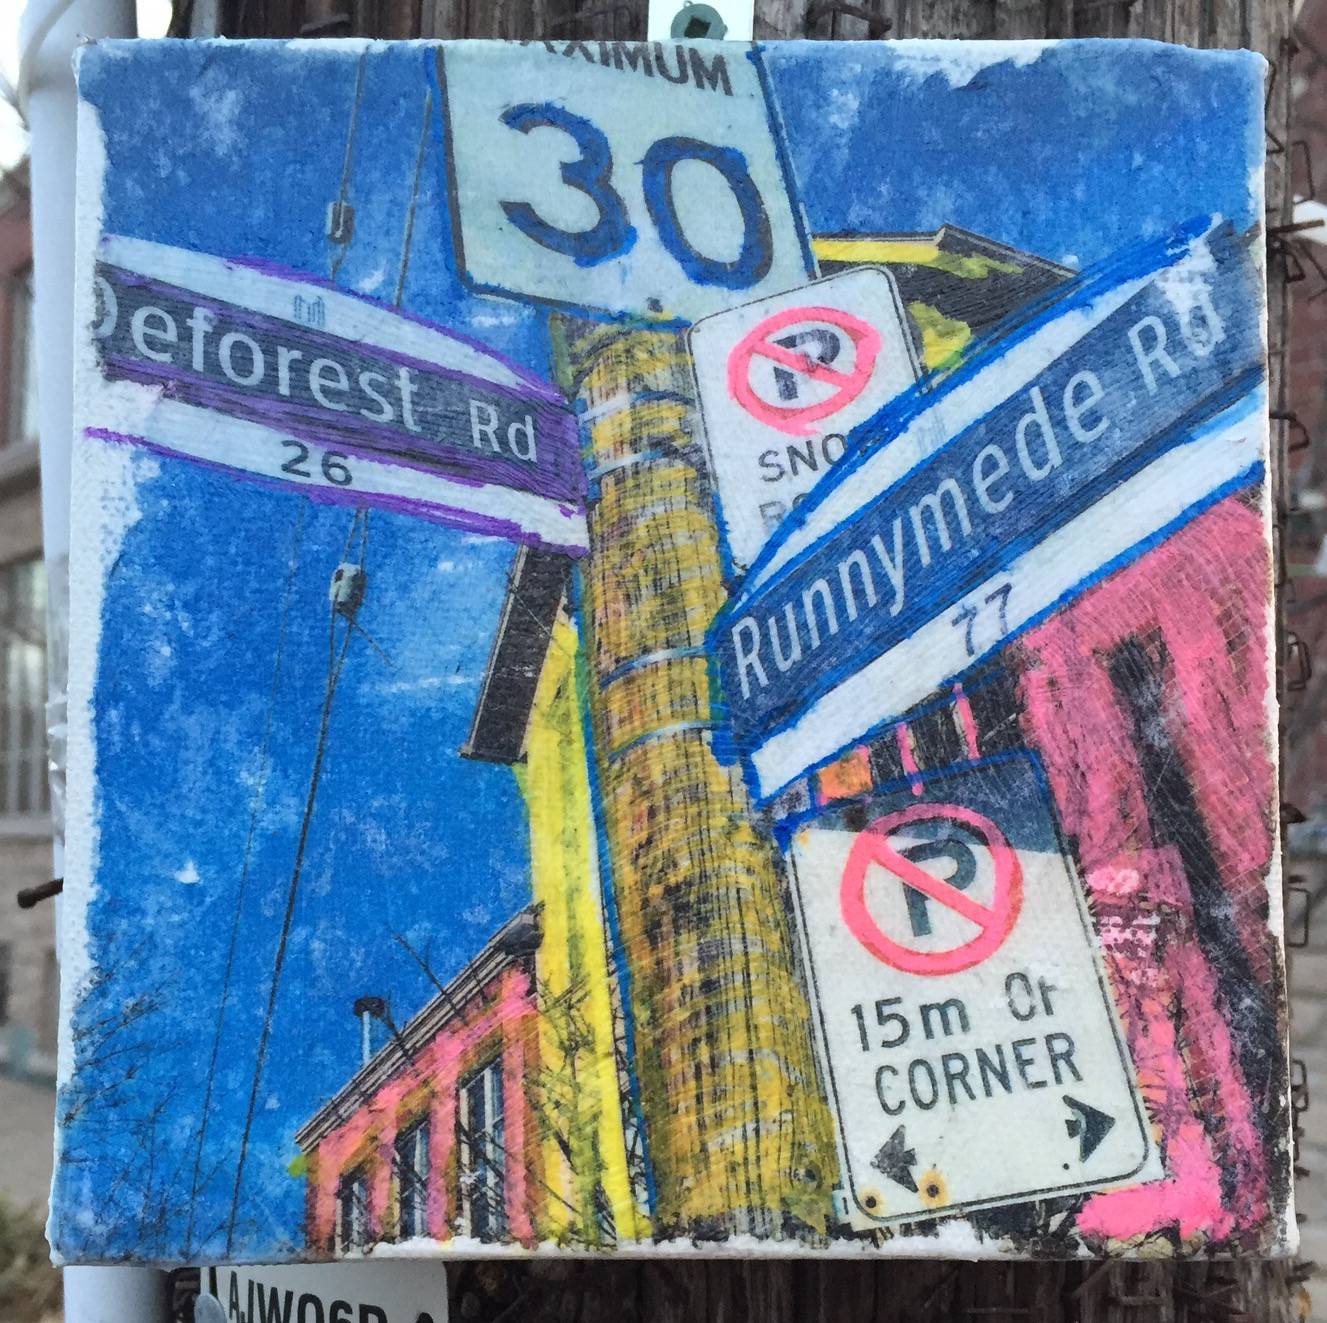 MAXIMUM
30
Deforest Rd
26
SNO
Runnymede Rd
77
15m OF
CORNER